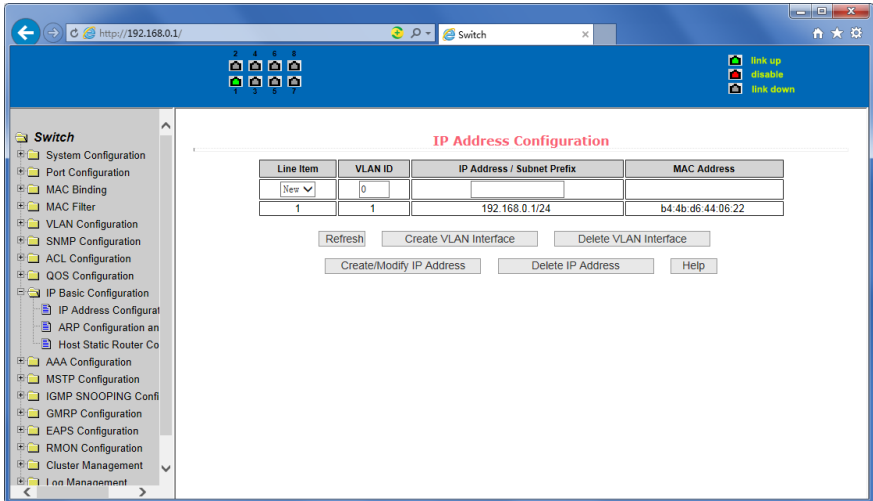 http://192.168.0.1/
Switch
2 4 6 8
1 3 5 7
link up
disable
link down
Switch
System Configuration
Port Configuration
MAC Binding
MAC Filter
VLAN Configuration
SNMP Configuration
ACL Configuration
QOS Configuration
IP Basic Configuration
IP Address Configurat
ARP Configuration an
Host Static Router Co
AAA Configuration
MSTP Configuration
IGMP SNOOPING Confi
GMRP Configuration
EAPS Configuration
RMON Configuration
Cluster Management
Log Management
IP Address Configuration
Line Item VLAN ID IP Address / Subnet Prefix MAC Address
New 0
1 1 192.168.0.1/24 b4:4b:d6:44:06:22
Refresh Create VLAN Interface Delete VLAN Interface
Create/Modify IP Address Delete IP Address Help